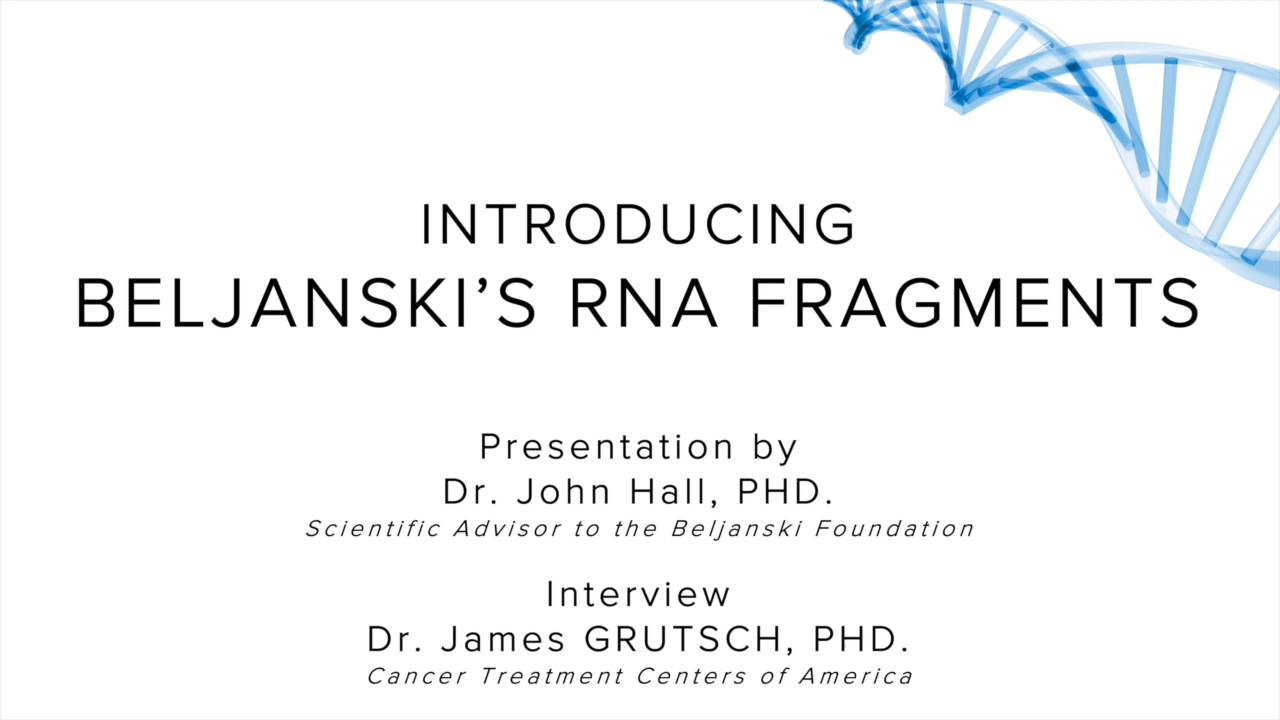 INTRODUCING
BELJANSKI’S RNA FRAGMENTS
Presentation by
Dr. John Hall, PHD.
Scientific Advisor to the Beljanski Foundation
Interview
Dr. James GRUTSCH, PHD.
Cancer Treatment Centers of America